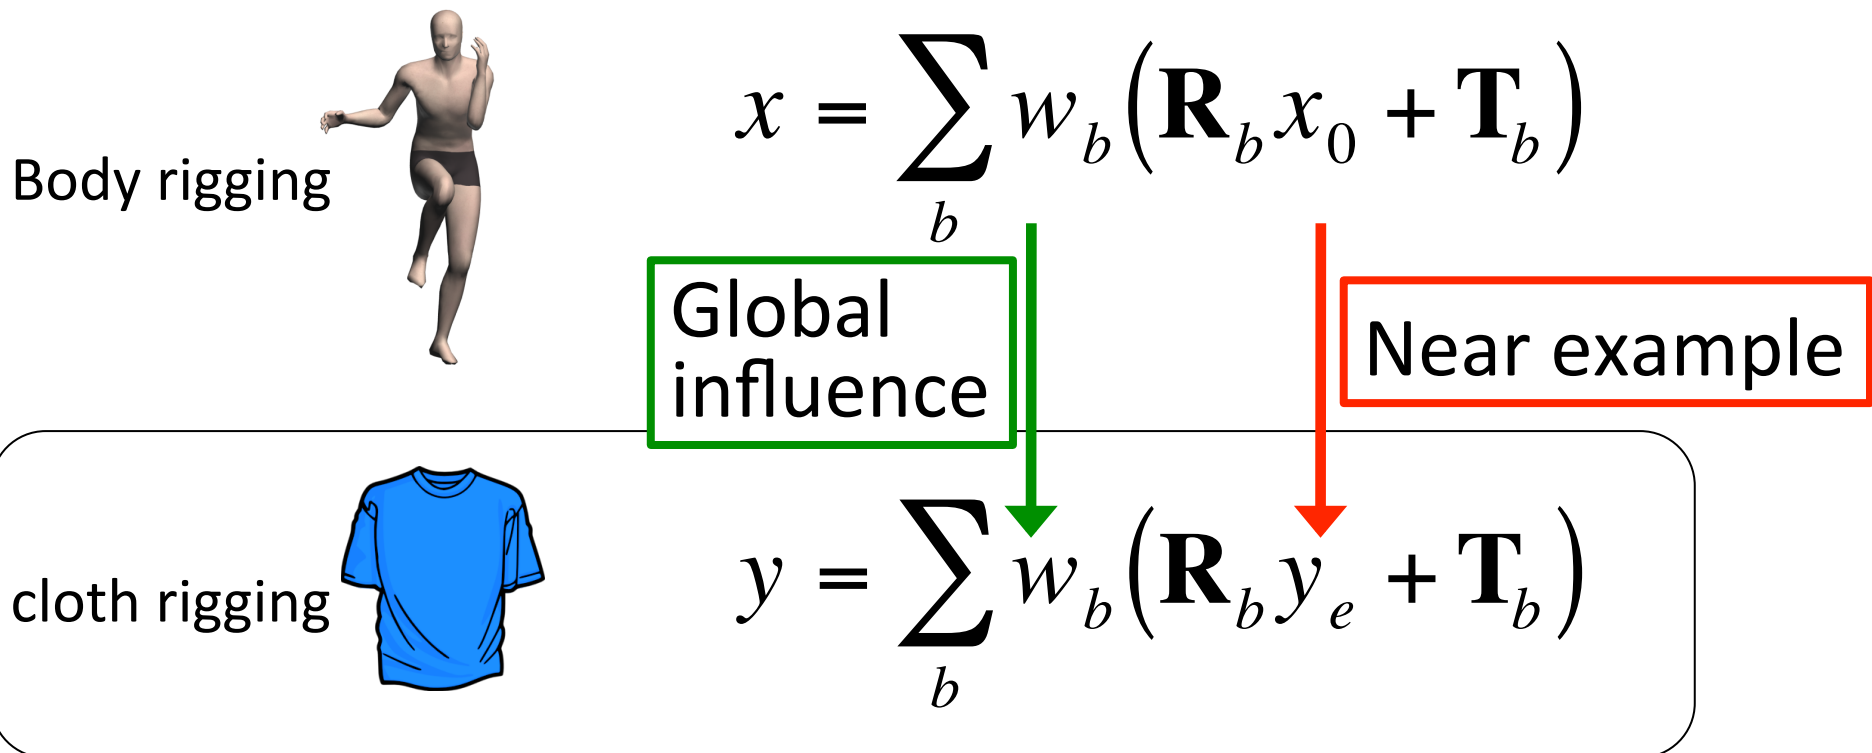 Body rigging
x = ∑_b w_b(R_b x_0 + T_b)
Global
influence
Near example
cloth rigging
y = ∑_b w_b(R_b y_e + T_b)